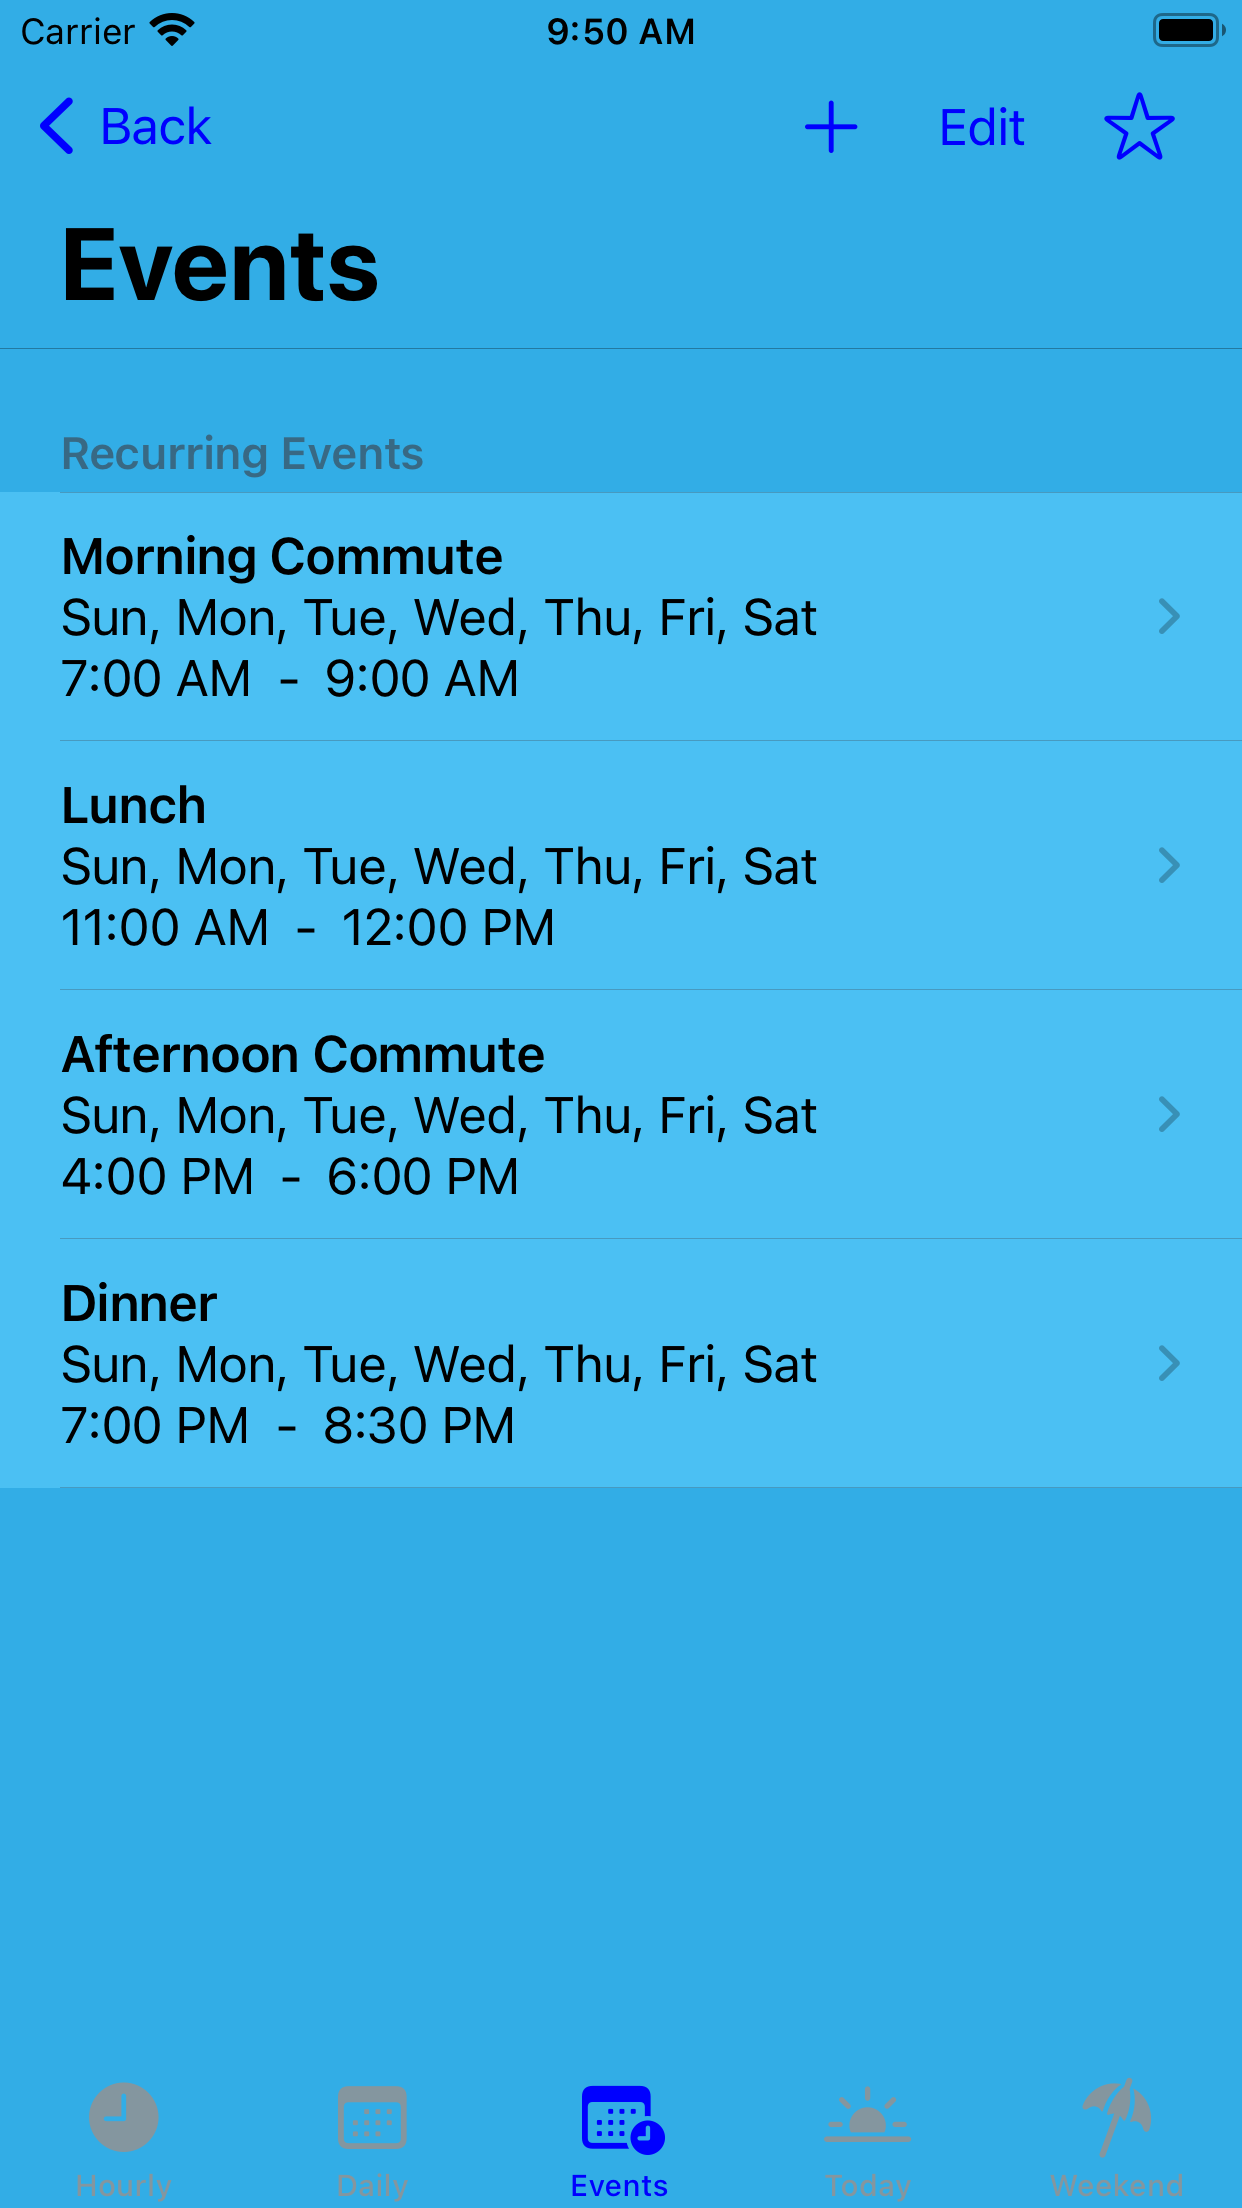 Carrier 9:50 AM
Back Edit
Events
Recurring Events
Morning Commute
Sun, Mon, Tue, Wed, Thu, Fri, Sat
7:00 AM - 9:00 AM
Lunch
Sun, Mon, Tue, Wed, Thu, Fri, Sat
11:00 AM - 12:00 PM
Afternoon Commute
Sun, Mon, Tue, Wed, Thu, Fri, Sat
4:00 PM - 6:00 PM
Dinner
Sun, Mon, Tue, Wed, Thu, Fri, Sat
7:00 PM - 8:30 PM
Hourly Daily Events Today Weekend